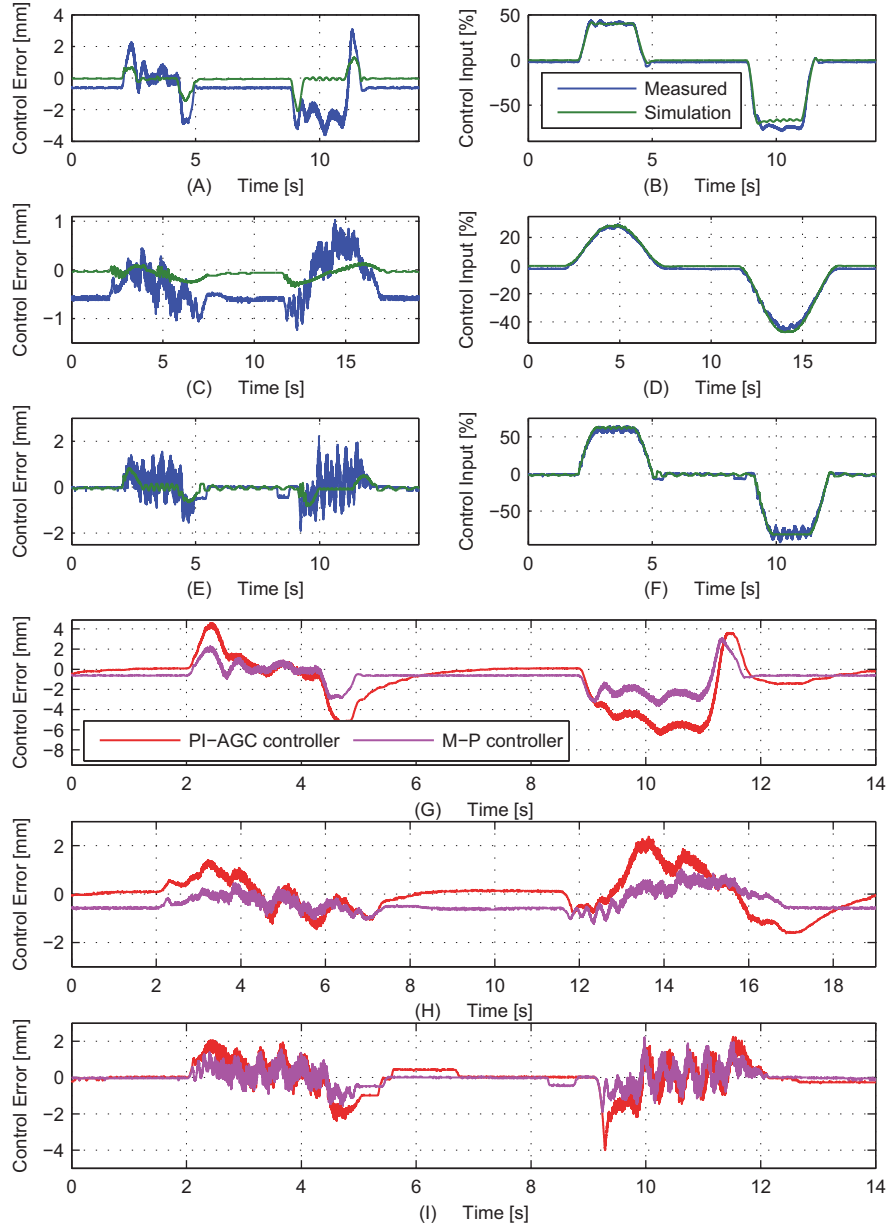 Control Error [mm]
4
2
0
−2
−4
0
5
10
(A) Time [s]
Control Input [%]
50
0
−50
0
5
10
(B) Time [s]
Measured
Simulation
Control Error [mm]
1
0
−1
0
5
10
15
(C) Time [s]
Control Input [%]
20
0
−20
−40
0
5
10
15
(D) Time [s]
Control Error [mm]
2
0
−2
0
5
10
(E) Time [s]
Control Input [%]
50
0
−50
0
5
10
(F) Time [s]
Control Error [mm]
4
2
0
−2
−4
−6
−8
PI−AGC controller
M−P controller
0 2 4 6 8 10 12 14
(G) Time [s]
Control Error [mm]
2
0
−2
0 2 4 6 8 10 12 14 16 18
(H) Time [s]
Control Error [mm]
2
0
−2
−4
0 2 4 6 8 10 12 14
(I) Time [s]